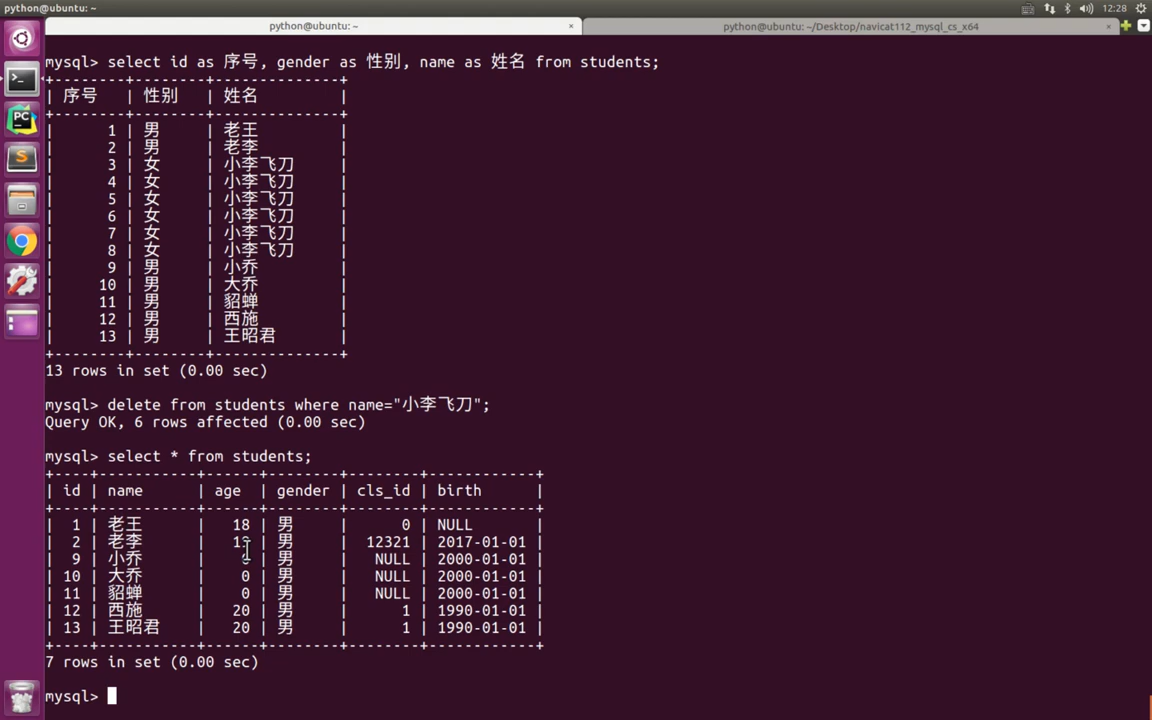 python@ubuntu: ~
12:28
python@ubuntu: ~ ×
python@ubuntu: ~/Desktop/navicat112_mysql_cs_x64 ×
mysql> select id as 序号, gender as 性别, name as 姓名 from students;
+--------+--------+---------------+
| 序号 | 性别 | 姓名 |
+--------+--------+---------------+
| 1 | 男 | 老王 |
| 2 | 男 | 老李 |
| 3 | 女 | 小李飞刀 |
| 4 | 女 | 小李飞刀 |
| 5 | 女 | 小李飞刀 |
| 6 | 女 | 小李飞刀 |
| 7 | 女 | 小李飞刀 |
| 8 | 女 | 小李飞刀 |
| 9 | 男 | 小乔 |
| 10 | 男 | 大乔 |
| 11 | 男 | 貂蝉 |
| 12 | 男 | 西施 |
| 13 | 男 | 王昭君 |
+--------+--------+---------------+
13 rows in set (0.00 sec)
mysql> delete from students where name="小李飞刀";
Query OK, 6 rows affected (0.00 sec)
mysql> select * from students;
+----+------------+------+--------+--------+------------+
| id | name | age | gender | cls_id | birth |
+----+------------+------+--------+--------+------------+
| 1 | 老王 | 18 | 男 | 0 | NULL |
| 2 | 老李 | | 男 | 12321 | 2017-01-01 |
| 9 | 小乔 | | 男 | NULL | 2000-01-01 |
| 10 | 大乔 | 0 | 男 | NULL | 2000-01-01 |
| 11 | 貂蝉 | 0 | 男 | NULL | 2000-01-01 |
| 12 | 西施 | 20 | 男 | 1 | 1990-01-01 |
| 13 | 王昭君 | 20 | 男 | 1 | 1990-01-01 |
+----+------------+------+--------+--------+------------+
7 rows in set (0.00 sec)
mysql>